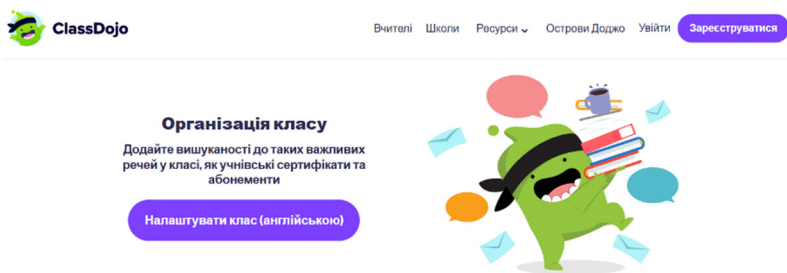 ClassDojo
Вчителі Школи Ресурси Острови Доджо Увійти Зареєструватися
Організація класу
Додайте вишуканості до таких важливих
речей у класі, як учнівські сертифікати та
абонементи
Налаштувати клас (англійською)